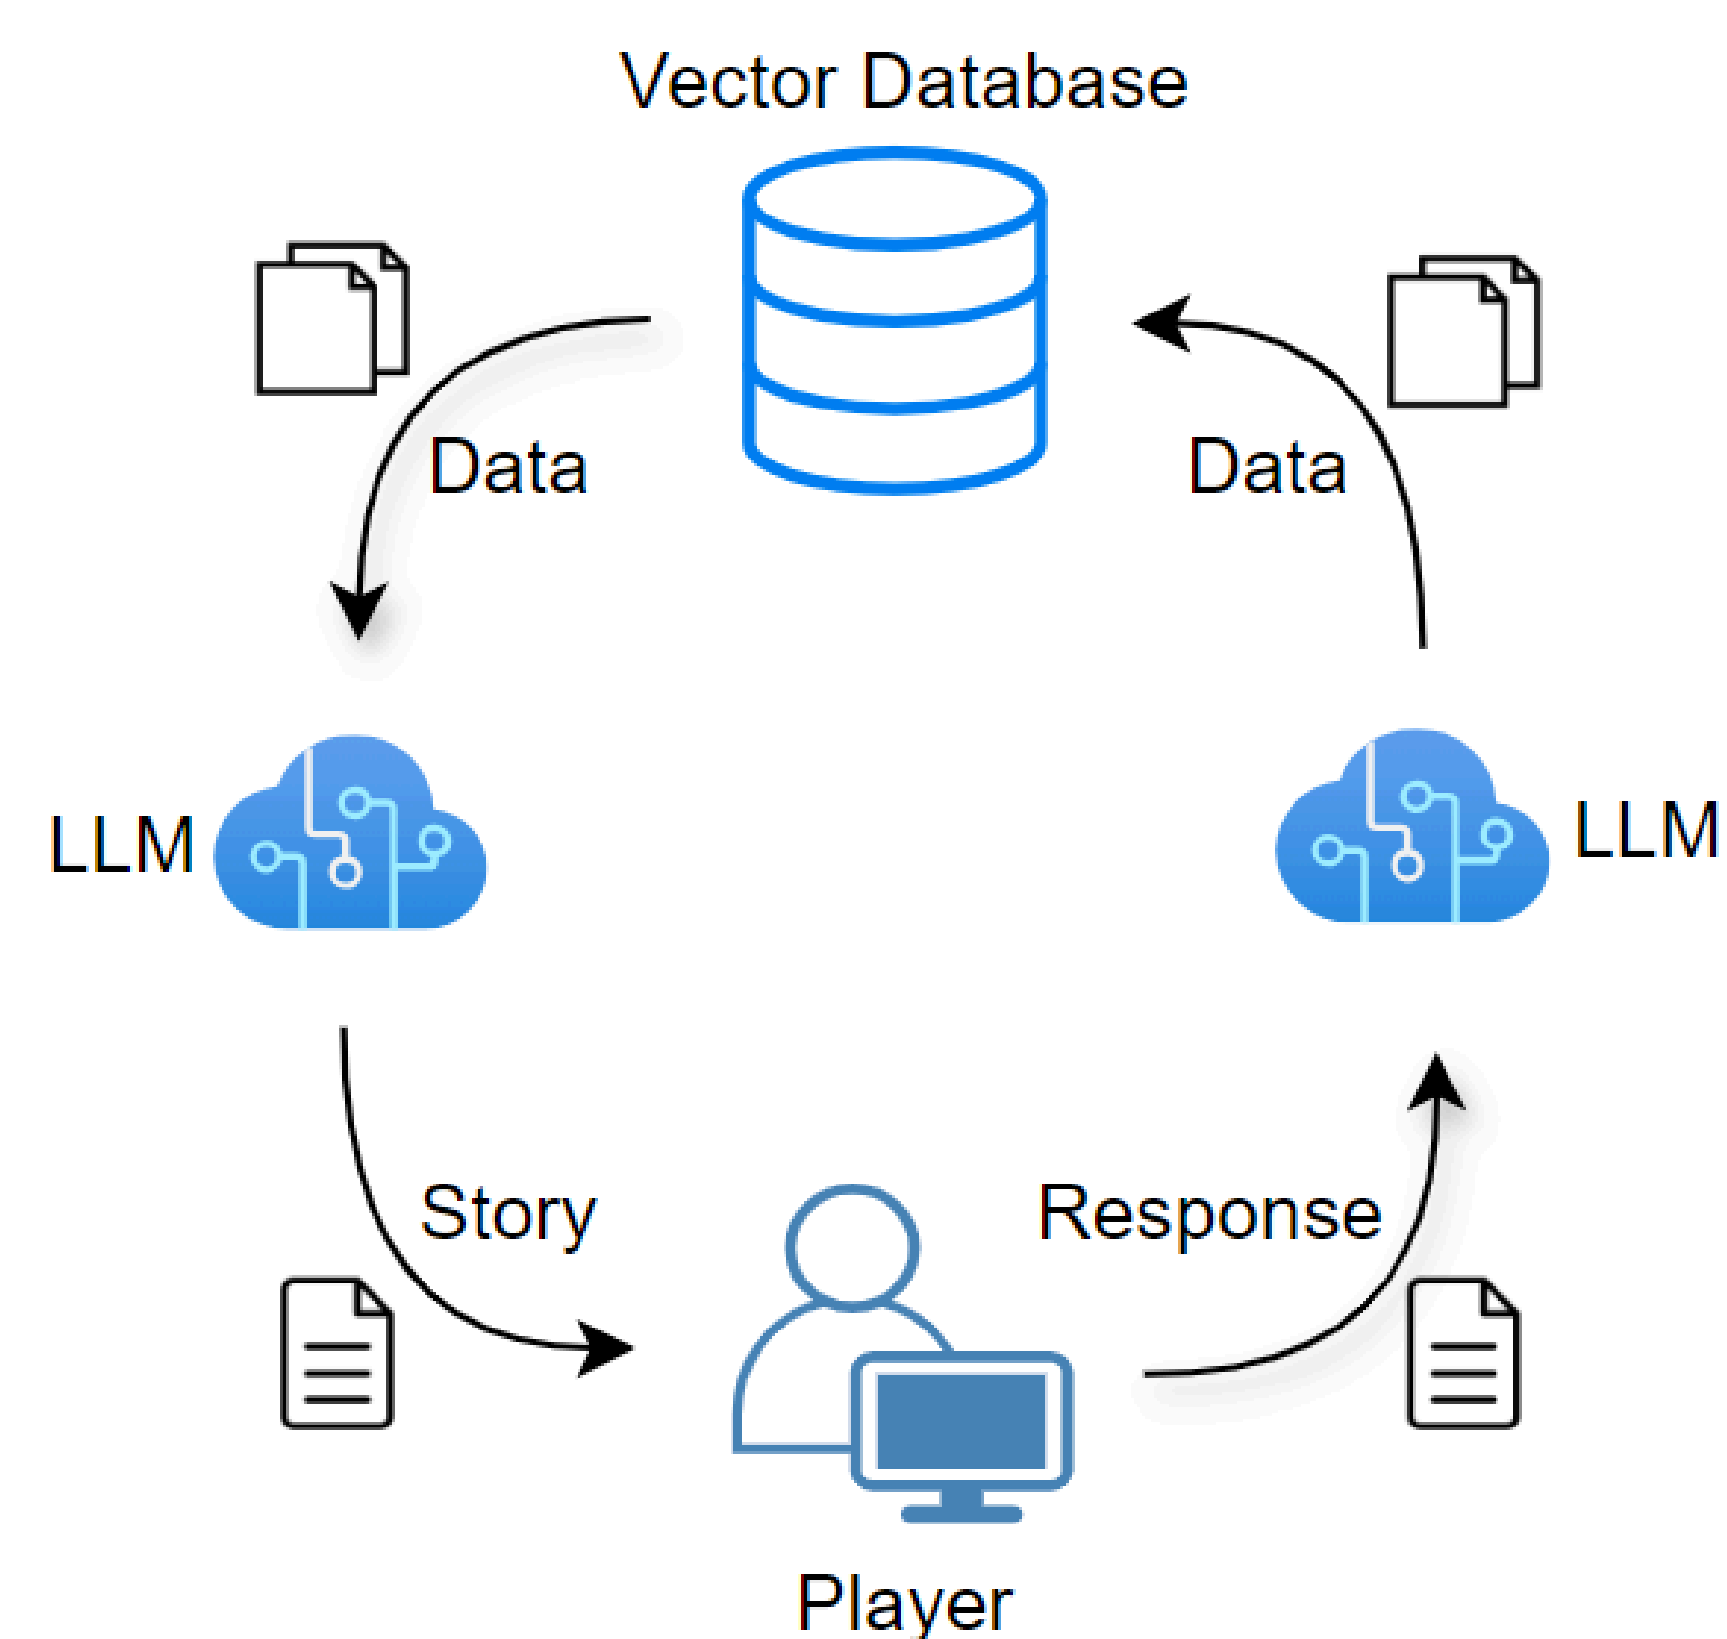 Vector Database
Data
Data
LLM
LLM
Story
Response
Player